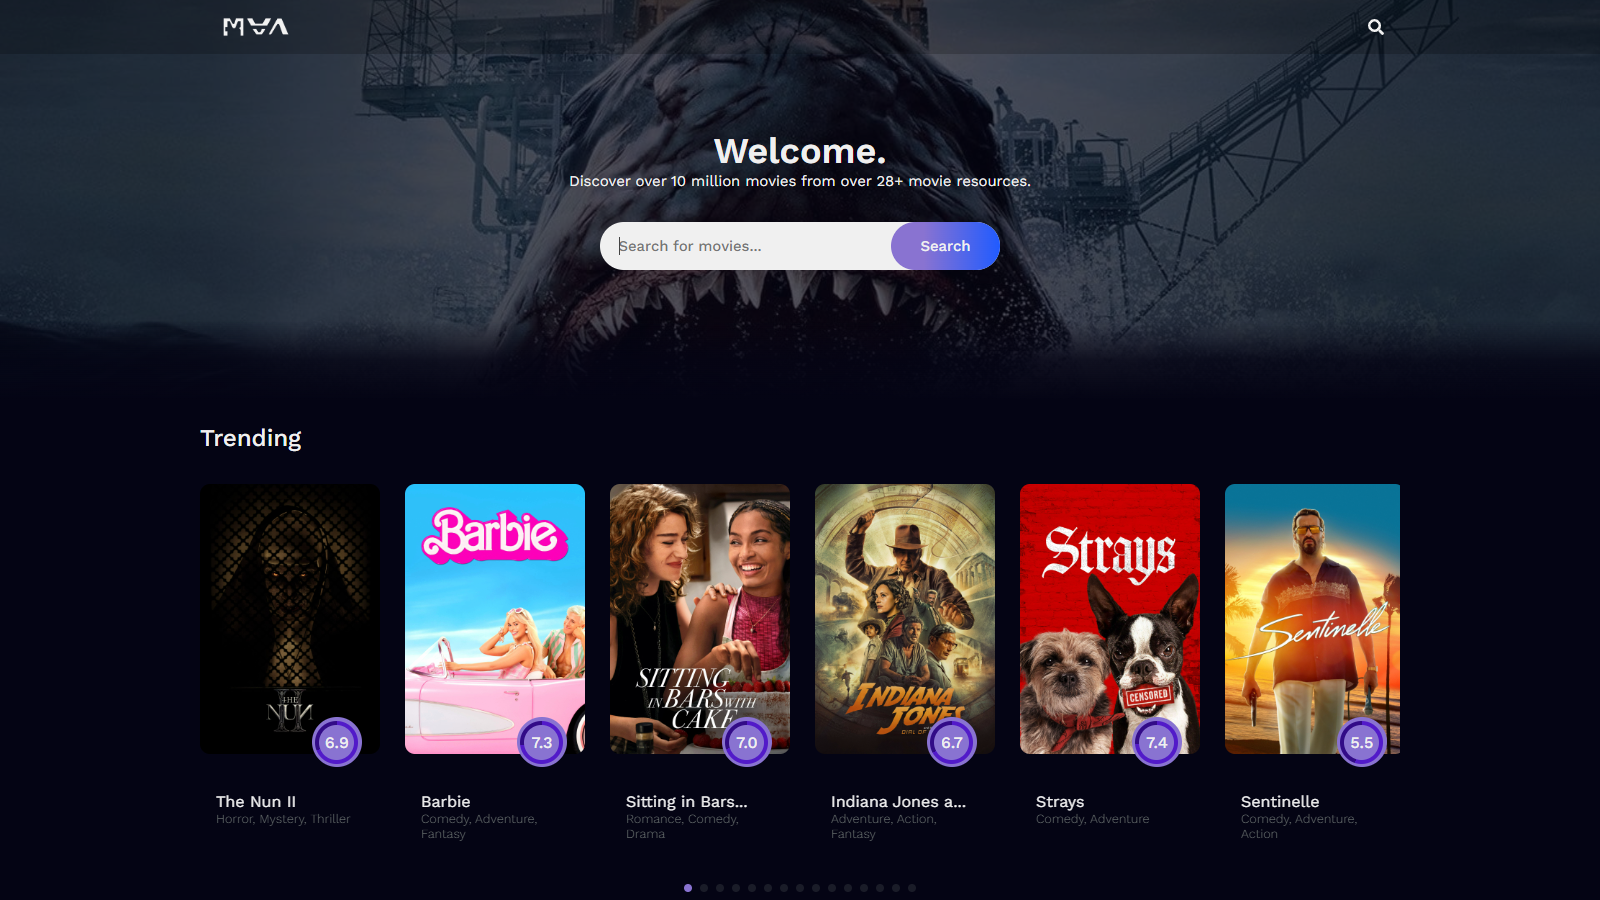 MVA
Welcome.
Discover over 10 million movies from over 28+ movie resources.
Search for movies...
Search
Trending
THE
NUN
II
6.9
Barbie
7.3
SITTING
IN BARS WITH
CAKE
7.0
INDIANA
JONES
6.7
Strays
CENSORED
7.4
Sentinelle
5.5
The Nun II
Horror, Mystery, Thriller
Barbie
Comedy, Adventure,
Fantasy
Sitting in Bars...
Romance, Comedy,
Drama
Indiana Jones a...
Adventure, Action,
Fantasy
Strays
Comedy, Adventure
Sentinelle
Comedy, Adventure,
Action